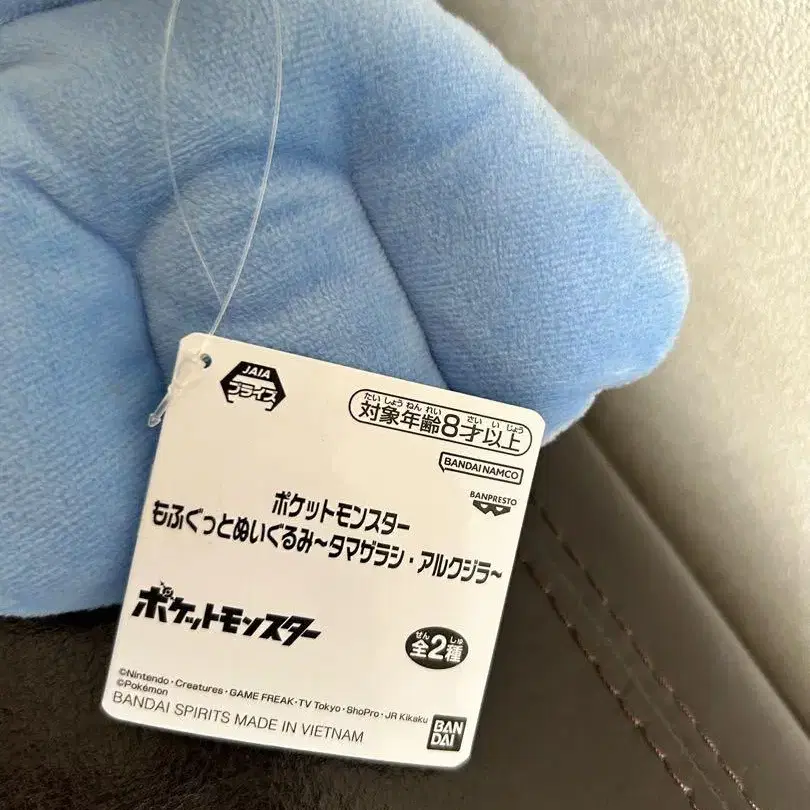 JAIA
プライズ
たいしょうねんれい さい いじょう
対象年齢8才以上
BANDAI NAMCO
BANPRESTO
ポケットモンスター
もふぐっとぬいぐるみ~タマザラシ・アルクジラ~
ポケットモンスター
ぜん しゅ
全2種
©Nintendo・Creatures・GAME FREAK・TV Tokyo・ShoPro・JR Kikaku
©Pokémon
BANDAI SPIRITS MADE IN VIETNAM
BAN
DAI